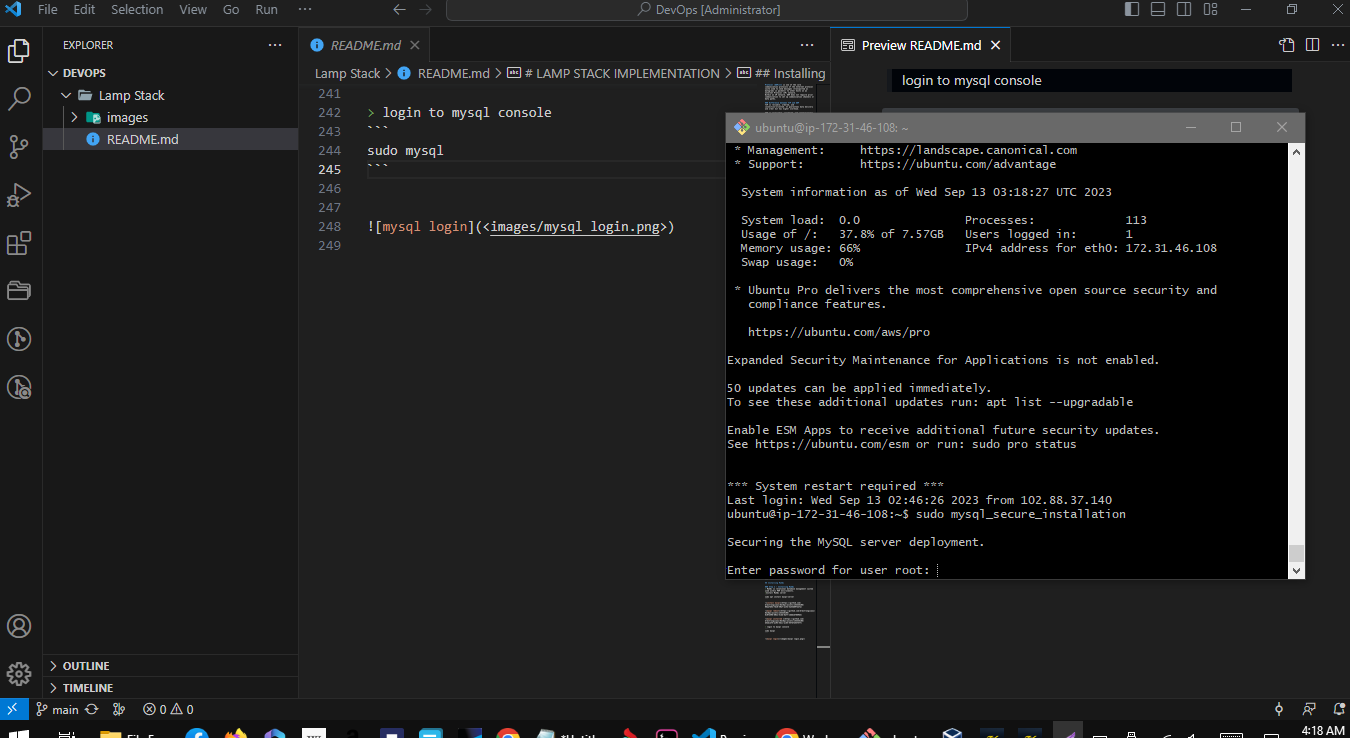 File Edit Selection View Go Run ···
DevOps [Administrator]
EXPLORER
DEVOPS
Lamp Stack
images
README.md
OUTLINE
TIMELINE
README.md
Lamp Stack > README.md > # LAMP STACK IMPLEMENTATION > ## Installing
241
242 > login to mysql console
243 ```
244 sudo mysql
245 ```
246
247
248 ![mysql login](<images/mysql login.png>)
249
Preview README.md
login to mysql console
ubuntu@ip-172-31-46-108: ~
* Management: https://landscape.canonical.com
* Support: https://ubuntu.com/advantage
System information as of Wed Sep 13 03:18:27 UTC 2023
System load: 0.0 Processes: 113
Usage of /: 37.8% of 7.57GB Users logged in: 1
Memory usage: 66% IPv4 address for eth0: 172.31.46.108
Swap usage: 0%
* Ubuntu Pro delivers the most comprehensive open source security and
compliance features.
https://ubuntu.com/aws/pro
Expanded Security Maintenance for Applications is not enabled.
50 updates can be applied immediately.
To see these additional updates run: apt list --upgradable
Enable ESM Apps to receive additional future security updates.
See https://ubuntu.com/esm or run: sudo pro status
*** System restart required ***
Last login: Wed Sep 13 02:46:26 2023 from 102.88.37.140
ubuntu@ip-172-31-46-108:~$ sudo mysql_secure_installation
Securing the MySQL server deployment.
Enter password for user root:
main 0 0
4:18 AM